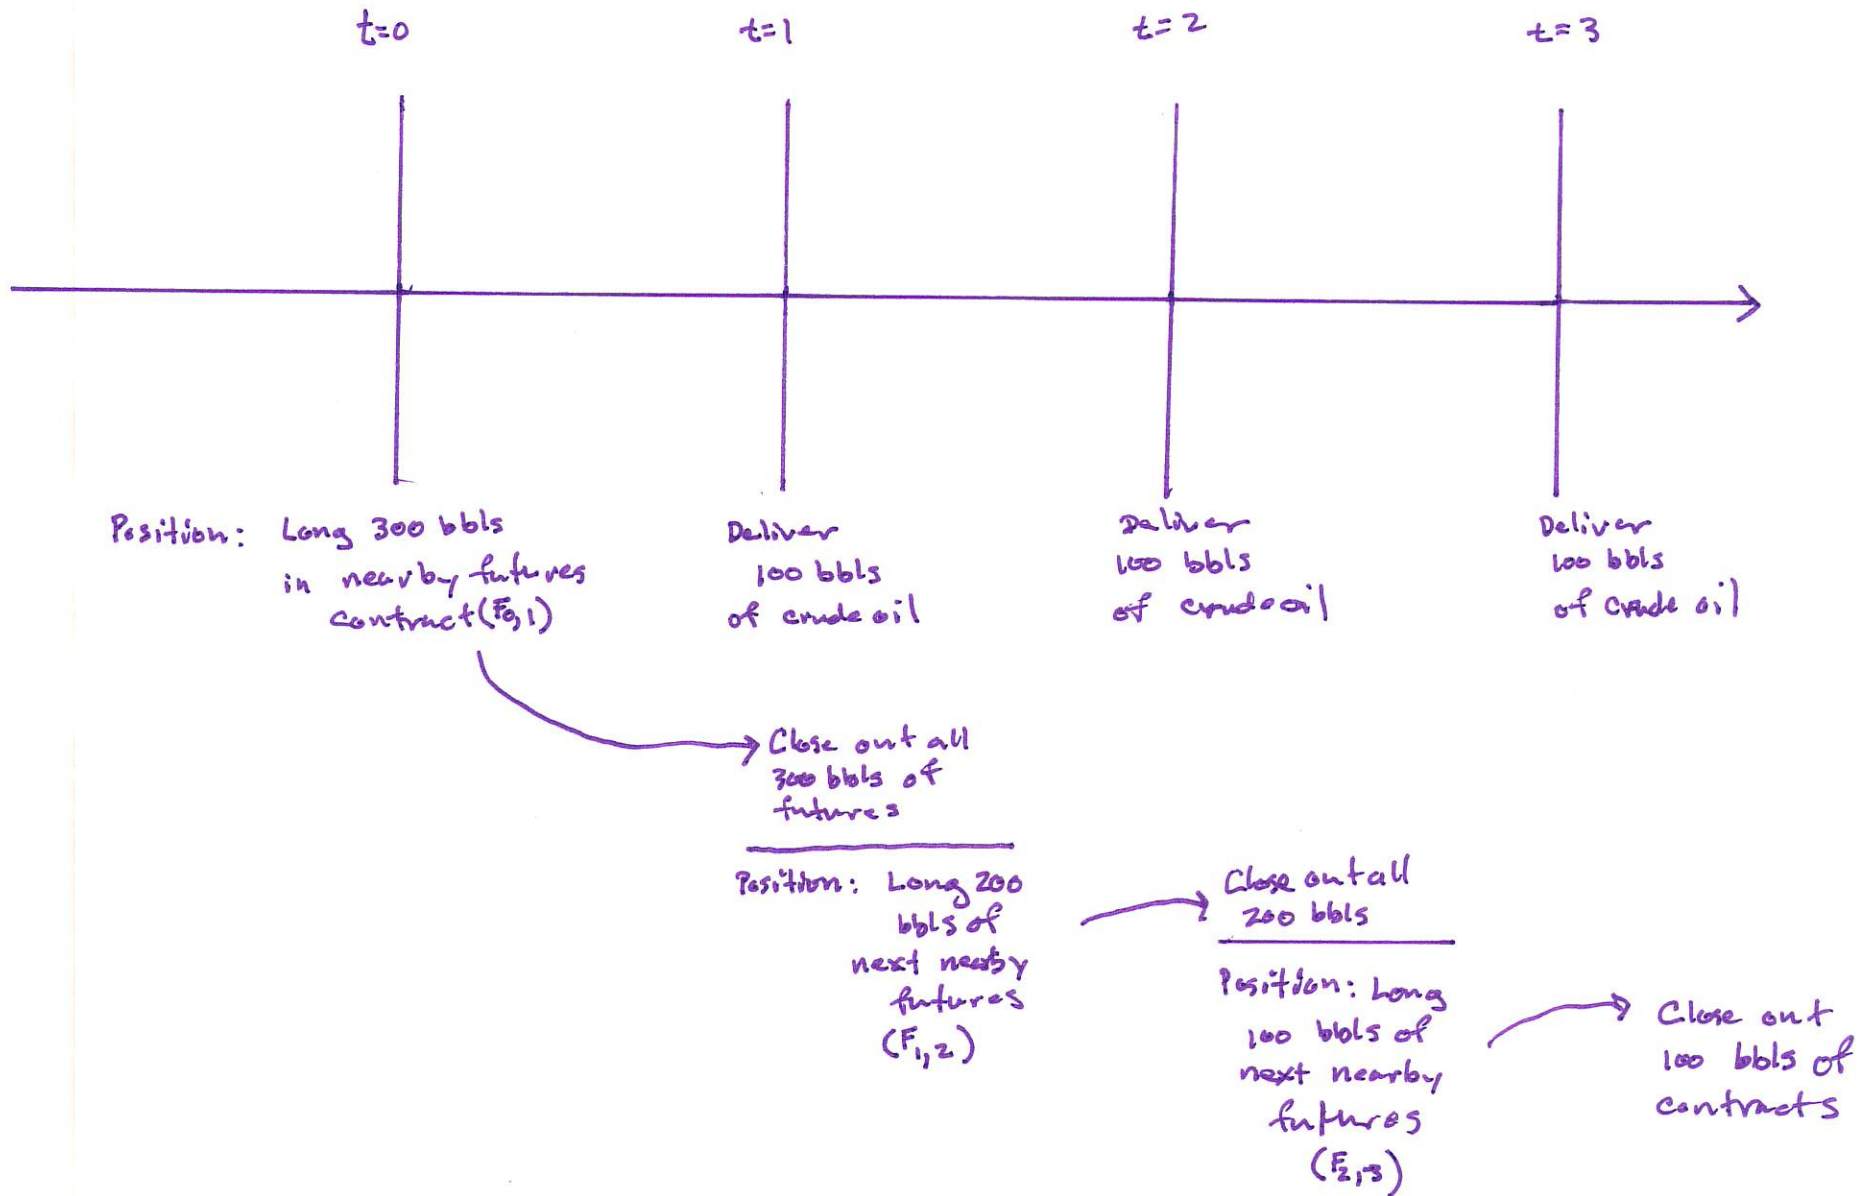 t=0
t=1
t=2
t=3
Position: Long 300 bbls
in nearby futures
contract (F0,1)
Deliver
100 bbls
of crude oil
Deliver
100 bbls
of crude oil
Deliver
100 bbls
of crude oil
Close out all
300 bbls of
futures
Position: Long 200
bbls of
next nearby
futures
(F1,2)
Close out all
200 bbls
Position: Long
100 bbls of
next nearby
futures
(F2,3)
Close out
100 bbls of
contracts